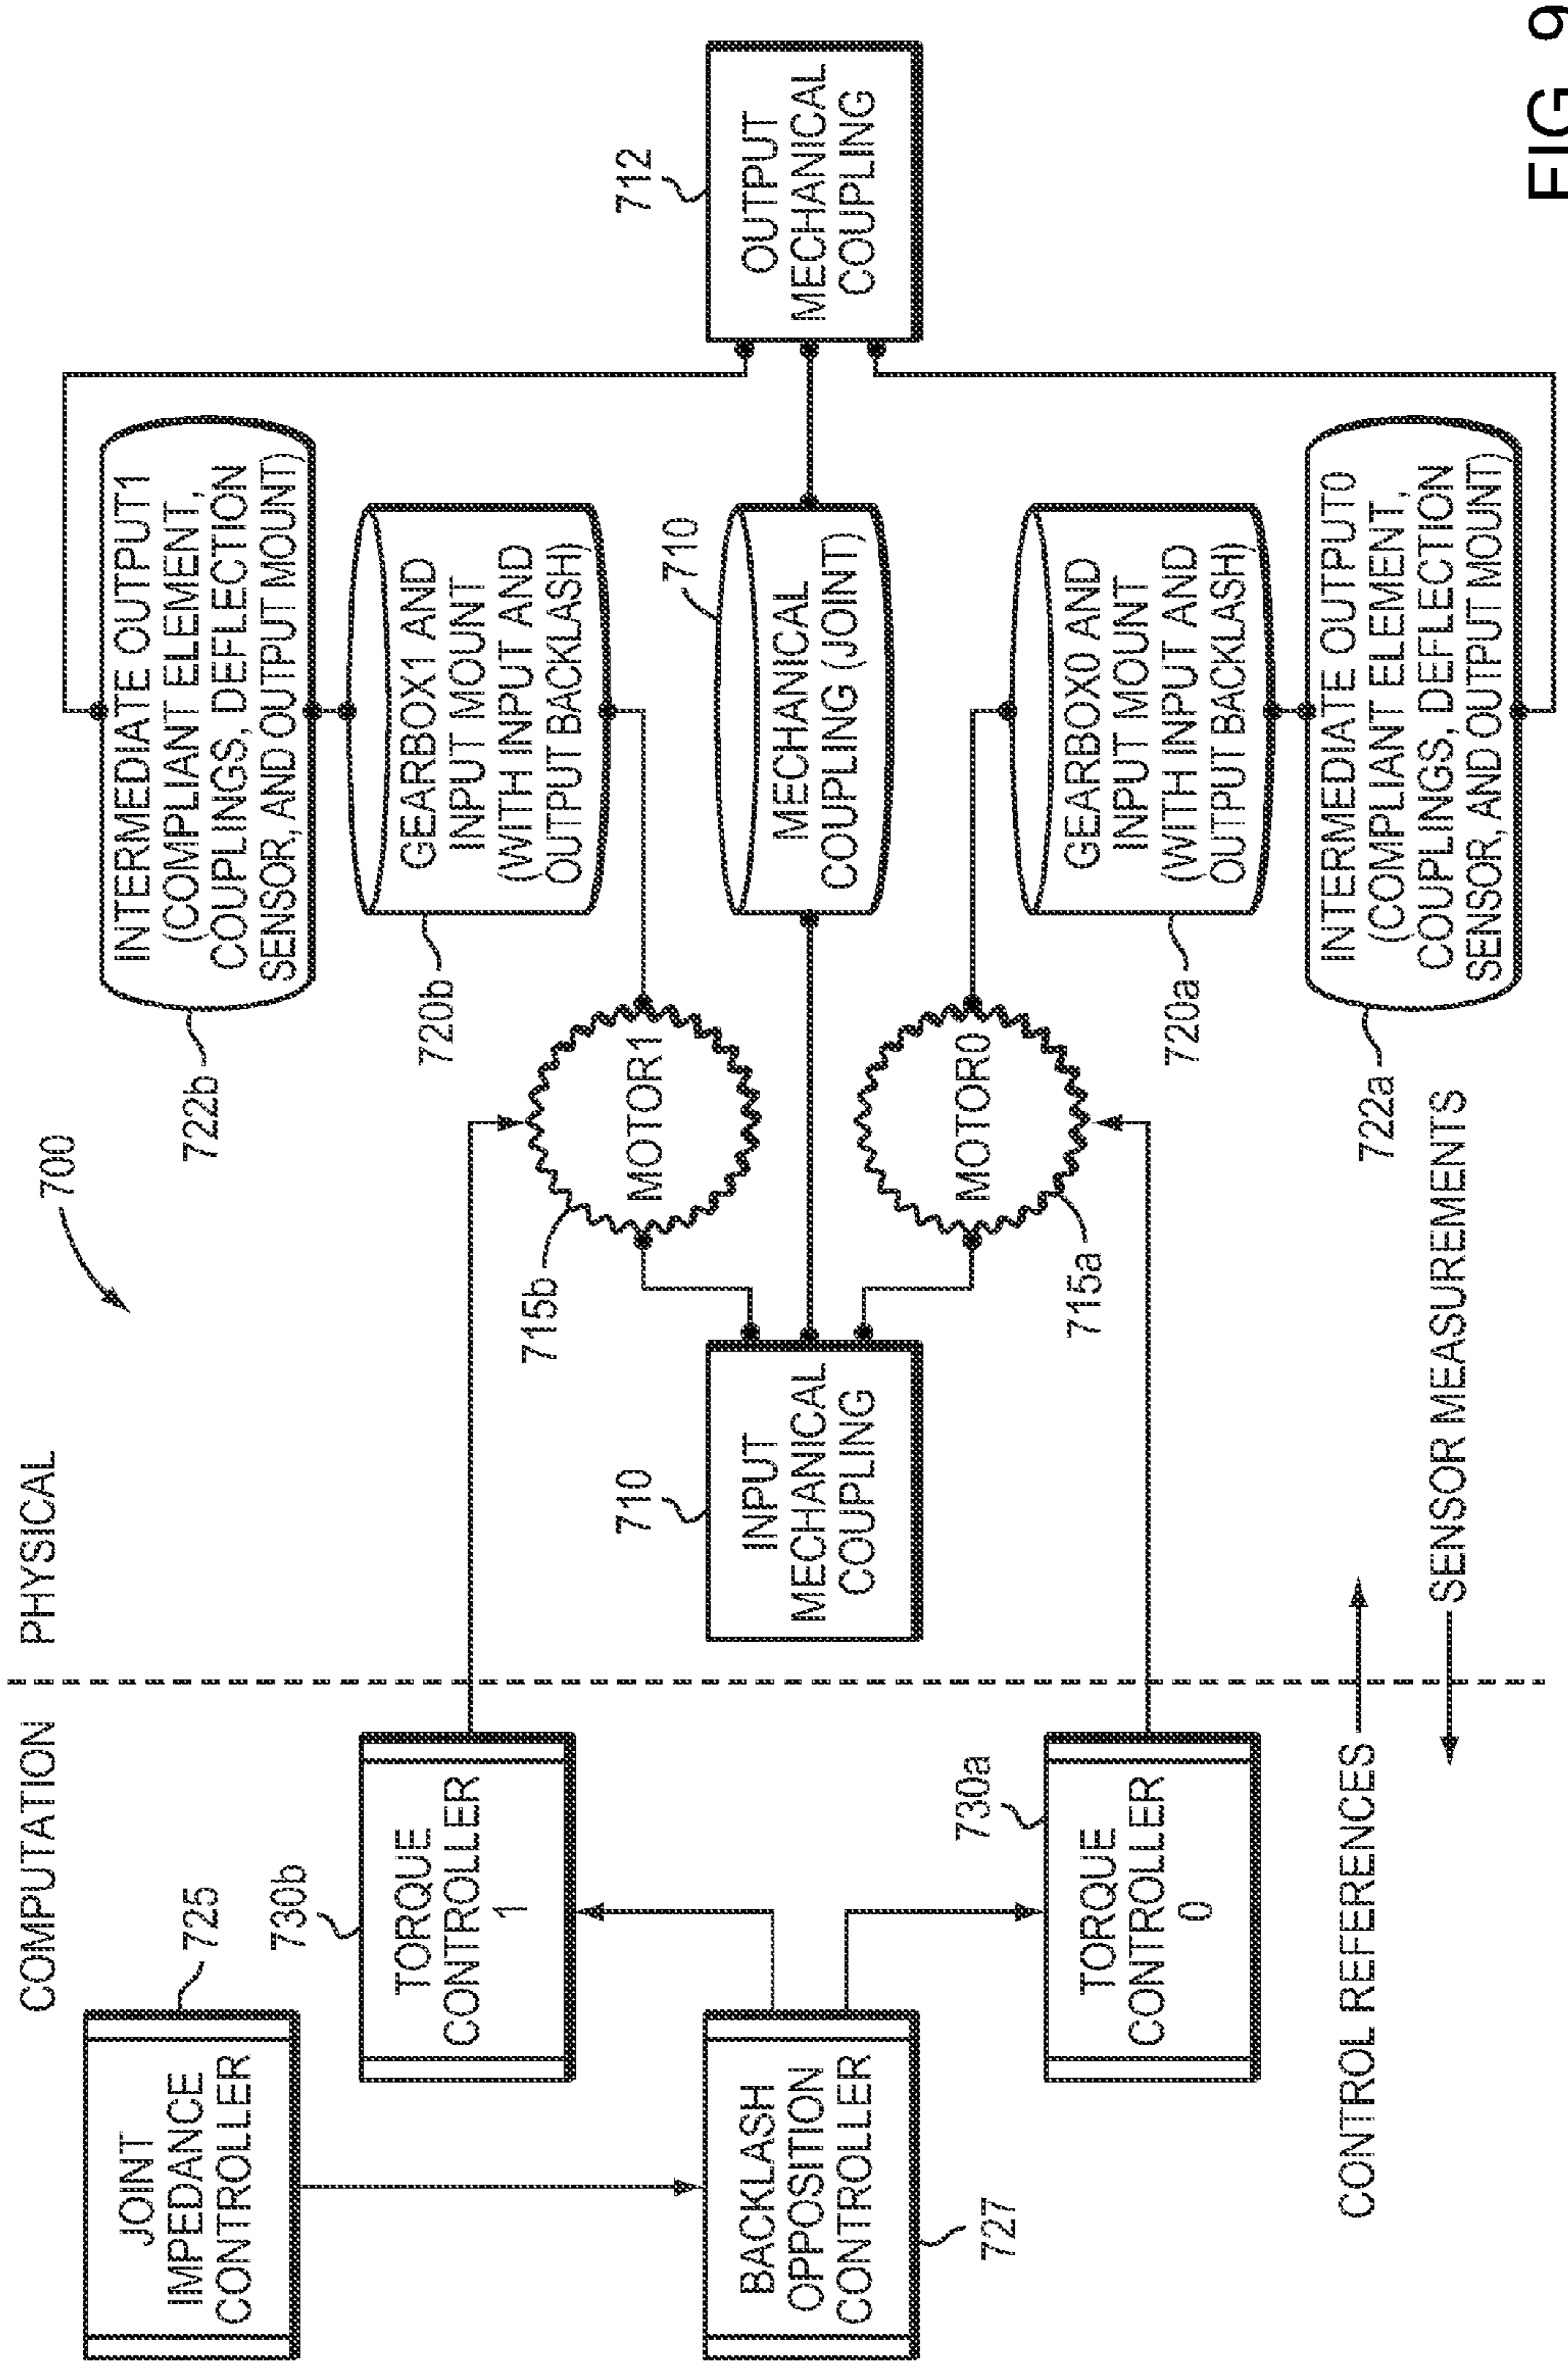 COMPUTATION
PHYSICAL
700
JOINT
IMPEDANCE
CONTROLLER
725
730b
TORQUE
CONTROLLER
1
BACKLASH
OPPOSITION
CONTROLLER
727
730a
TORQUE
CONTROLLER
0
CONTROL REFERENCES
SENSOR MEASUREMENTS
710
INPUT
MECHANICAL
COUPLING
715b
MOTOR1
MOTOR0
715a
722b
INTERMEDIATE OUTPUT1
(COMPLIANT ELEMENT,
COUPLINGS, DEFLECTION
SENSOR, AND OUTPUT MOUNT)
720b
GEARBOX1 AND
INPUT MOUNT
(WITH INPUT AND
OUTPUT BACKLASH)
710
MECHANICAL
COUPLING (JOINT)
720a
GEARBOX0 AND
INPUT MOUNT
(WITH INPUT AND
OUTPUT BACKLASH)
722a
INTERMEDIATE OUTPUT0
(COMPLIANT ELEMENT,
COUPLINGS, DEFLECTION
SENSOR, AND OUTPUT MOUNT)
712
OUTPUT
MECHANICAL
COUPLING
FIG. 9